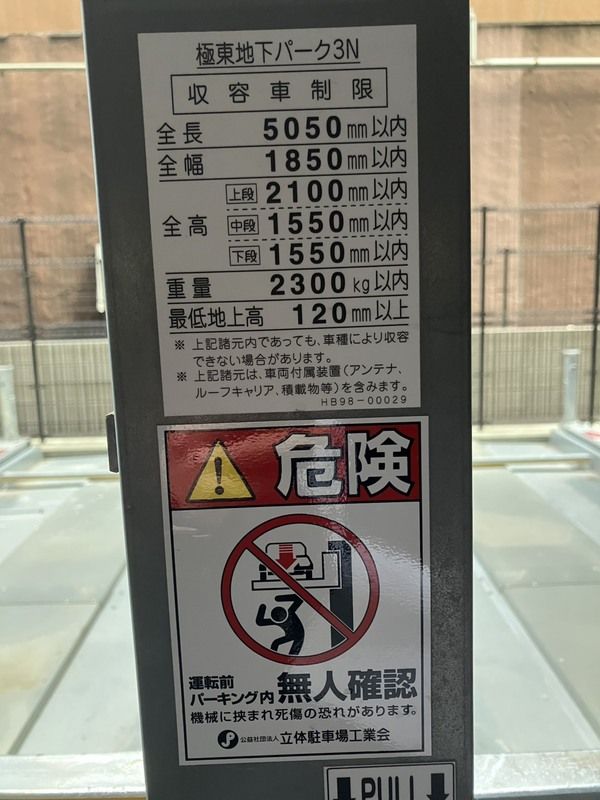 極東地下パーク3N
収容車制限
全長 5050mm以内
全幅 1850mm以内
上段 2100mm以内
全高 中段 1550mm以内
下段 1550mm以内
重量 2300kg以内
最低地上高 120mm以上
※ 上記諸元内であっても、車種により収容
できない場合があります。
※ 上記諸元は、車両付属装置(アンテナ、
ルーフキャリア、積載物等)を含みます。
HB98-00029
危険
運転前
パーキング内 無人確認
機械に挟まれ死傷の恐れがあります。
公益社団法人 立体駐車場工業会
PULL